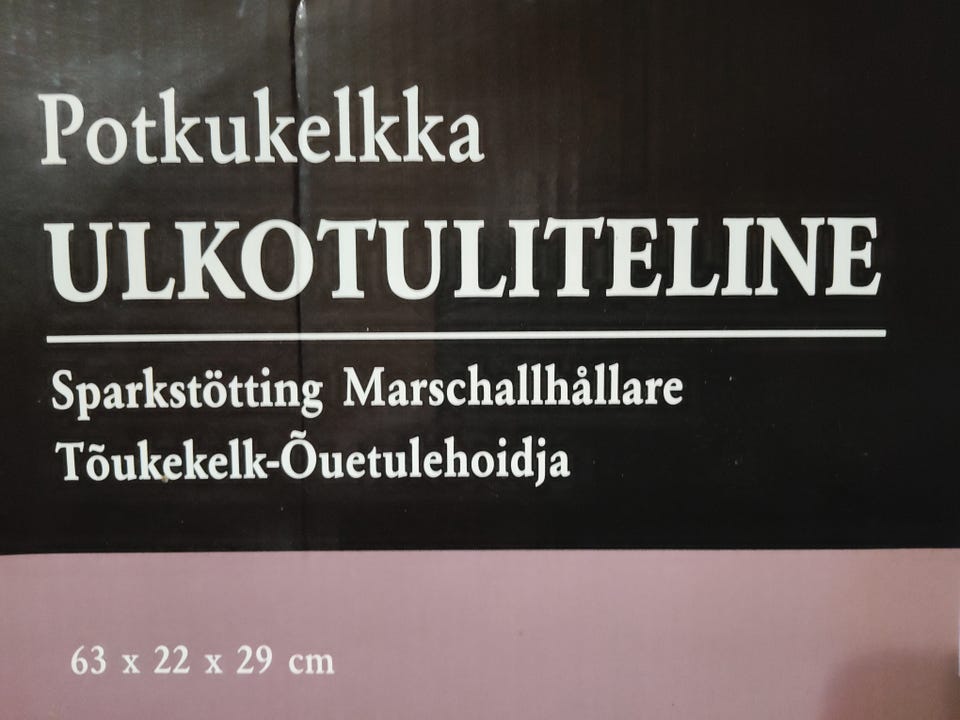 Potkukelkka
ULKOTULITELINE
Sparkstötting Marschallhållare
Tõukekelk-Õuetulehoidja
63 x 22 x 29 cm